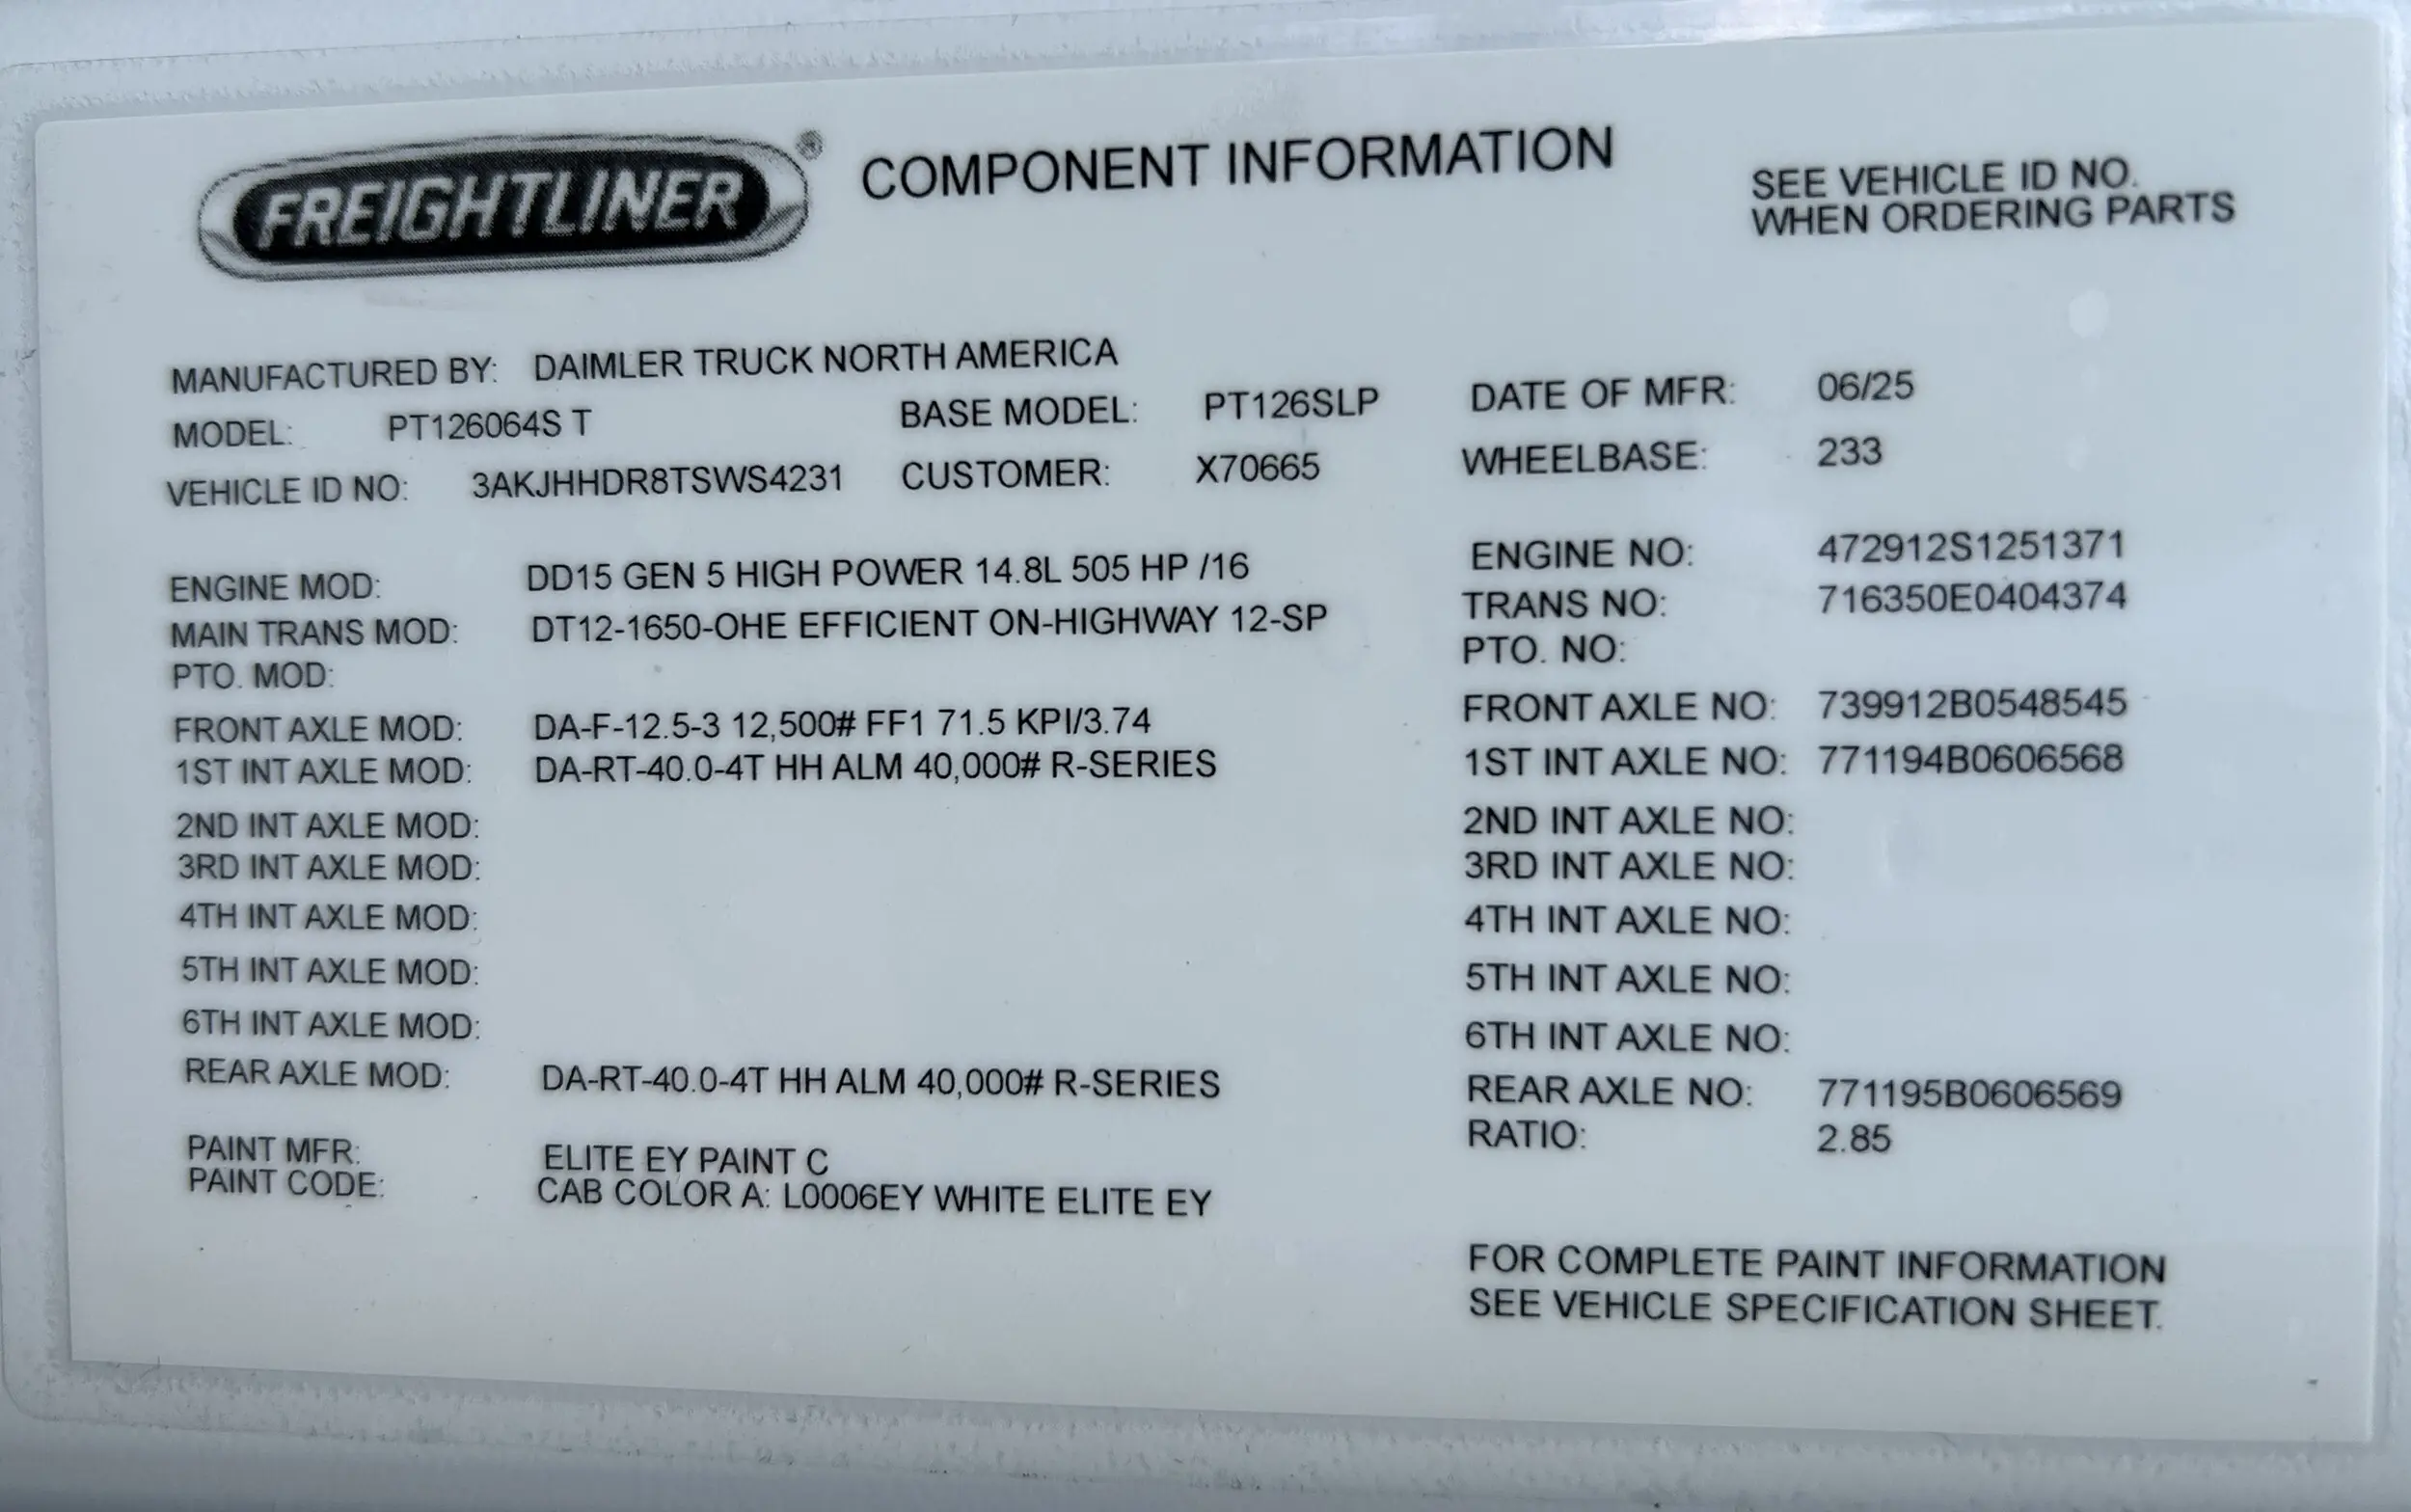 FREIGHTLINER® COMPONENT INFORMATION
SEE VEHICLE ID NO.
WHEN ORDERING PARTS
MANUFACTURED BY: DAIMLER TRUCK NORTH AMERICA
MODEL: PT126064S T BASE MODEL: PT126SLP DATE OF MFR: 06/25
VEHICLE ID NO: 3AKJHHDR8TSWS4231 CUSTOMER: X70665 WHEELBASE: 233
ENGINE MOD: DD15 GEN 5 HIGH POWER 14.8L 505 HP /16 ENGINE NO: 472912S1251371
MAIN TRANS MOD: DT12-1650-OHE EFFICIENT ON-HIGHWAY 12-SP TRANS NO: 716350E0404374
PTO. MOD: PTO. NO:
FRONT AXLE MOD: DA-F-12.5-3 12,500# FF1 71.5 KPI/3.74 FRONT AXLE NO: 739912B0548545
1ST INT AXLE MOD: DA-RT-40.0-4T HH ALM 40,000# R-SERIES 1ST INT AXLE NO: 771194B0606568
2ND INT AXLE MOD: 2ND INT AXLE NO:
3RD INT AXLE MOD: 3RD INT AXLE NO:
4TH INT AXLE MOD: 4TH INT AXLE NO:
5TH INT AXLE MOD: 5TH INT AXLE NO:
6TH INT AXLE MOD: 6TH INT AXLE NO:
REAR AXLE MOD: DA-RT-40.0-4T HH ALM 40,000# R-SERIES REAR AXLE NO: 771195B0606569
RATIO: 2.85
PAINT MFR: ELITE EY PAINT C
PAINT CODE: CAB COLOR A: L0006EY WHITE ELITE EY
FOR COMPLETE PAINT INFORMATION
SEE VEHICLE SPECIFICATION SHEET.